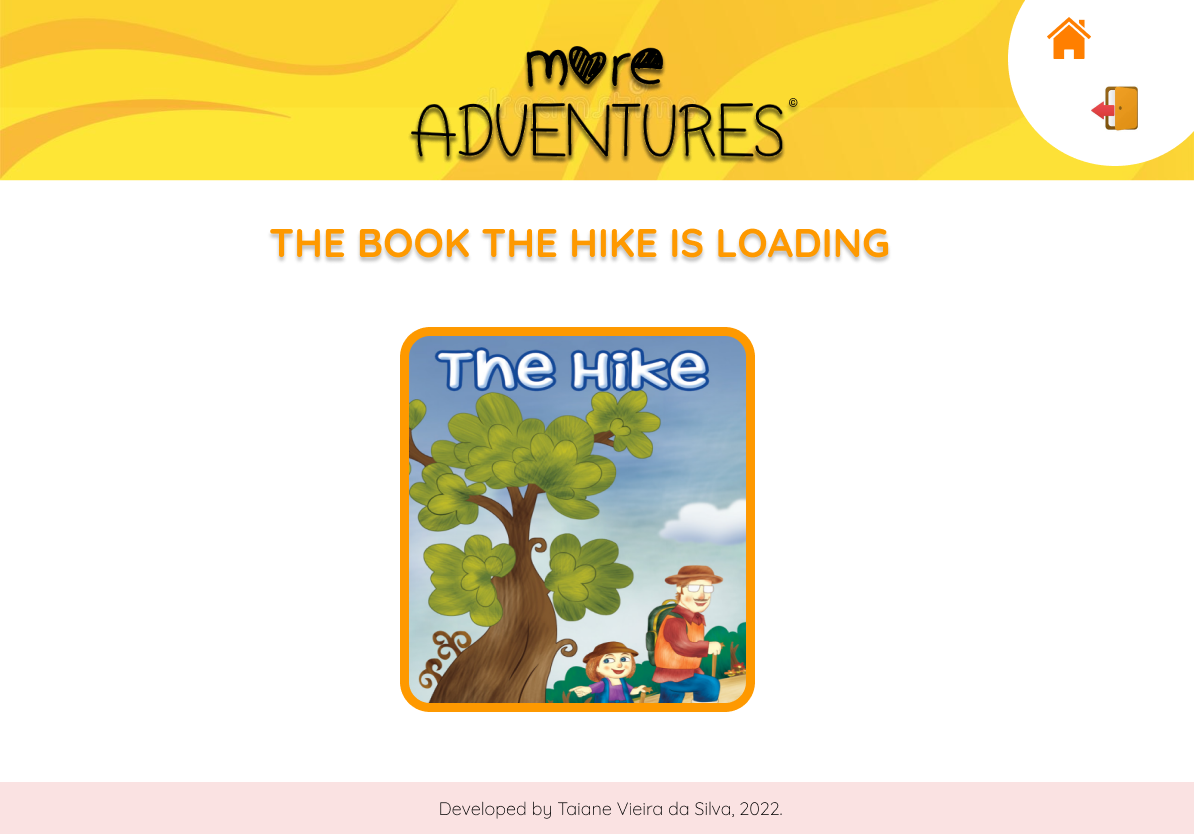 more
ADVENTURES©
THE BOOK THE HIKE IS LOADING
The Hike
Developed by Taiane Vieira da Silva, 2022.